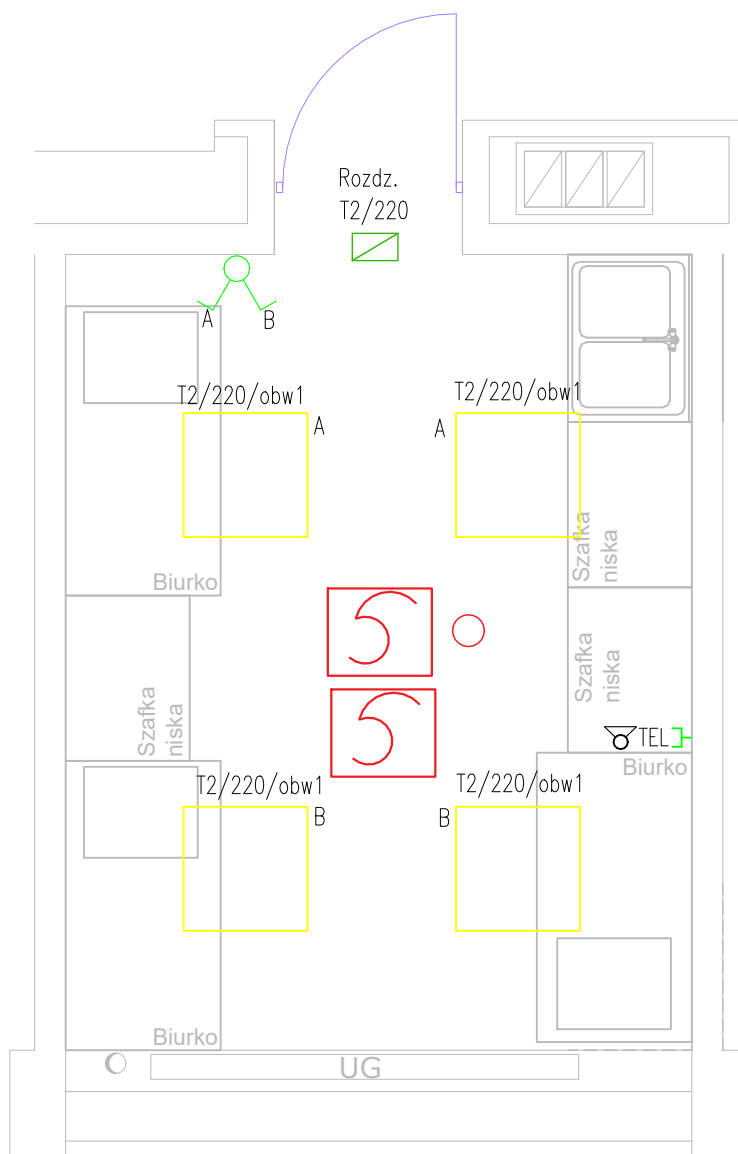 Rozdz.
T2/220
A
B
T2/220/obw1
T2/220/obw1
A
A
Szafka
niska
Biurko
Szafka
niska
Szafka
niska
TEL
Biurko
T2/220/obw1
T2/220/obw1
B
B
Biurko
UG